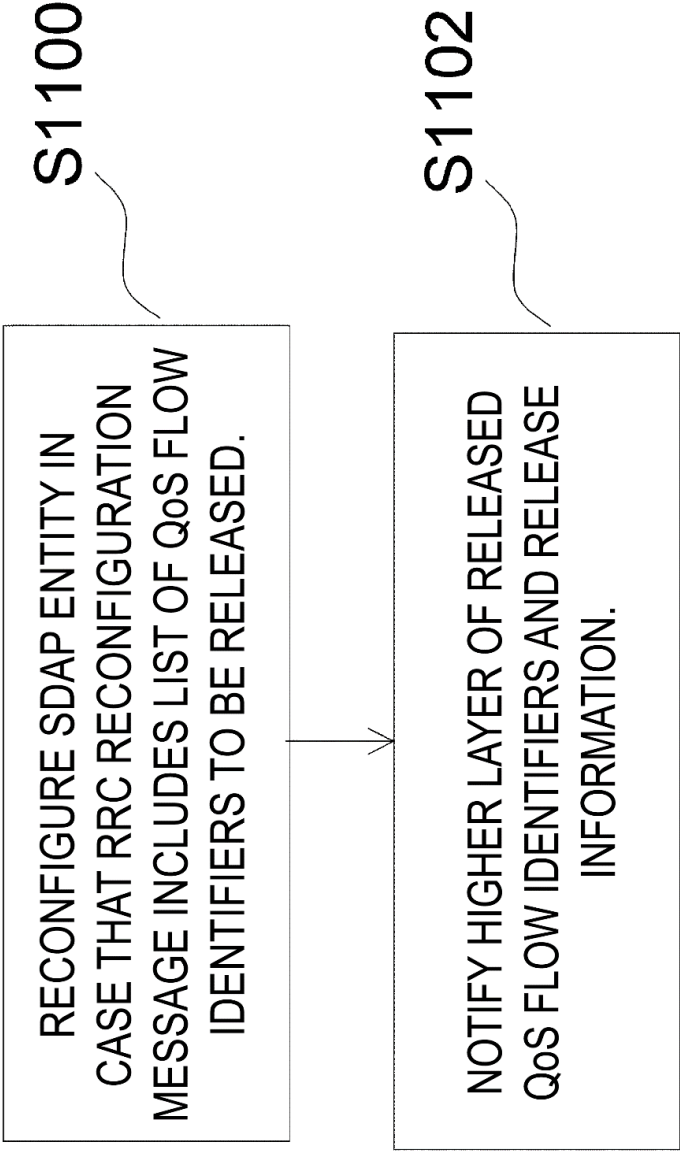 S1100
RECONFIGURE SDAP ENTITY IN
CASE THAT RRC RECONFIGURATION
MESSAGE INCLUDES LIST OF QoS FLOW
IDENTIFIERS TO BE RELEASED.
S1102
NOTIFY HIGHER LAYER OF RELEASED
QoS FLOW IDENTIFIERS AND RELEASE
INFORMATION.